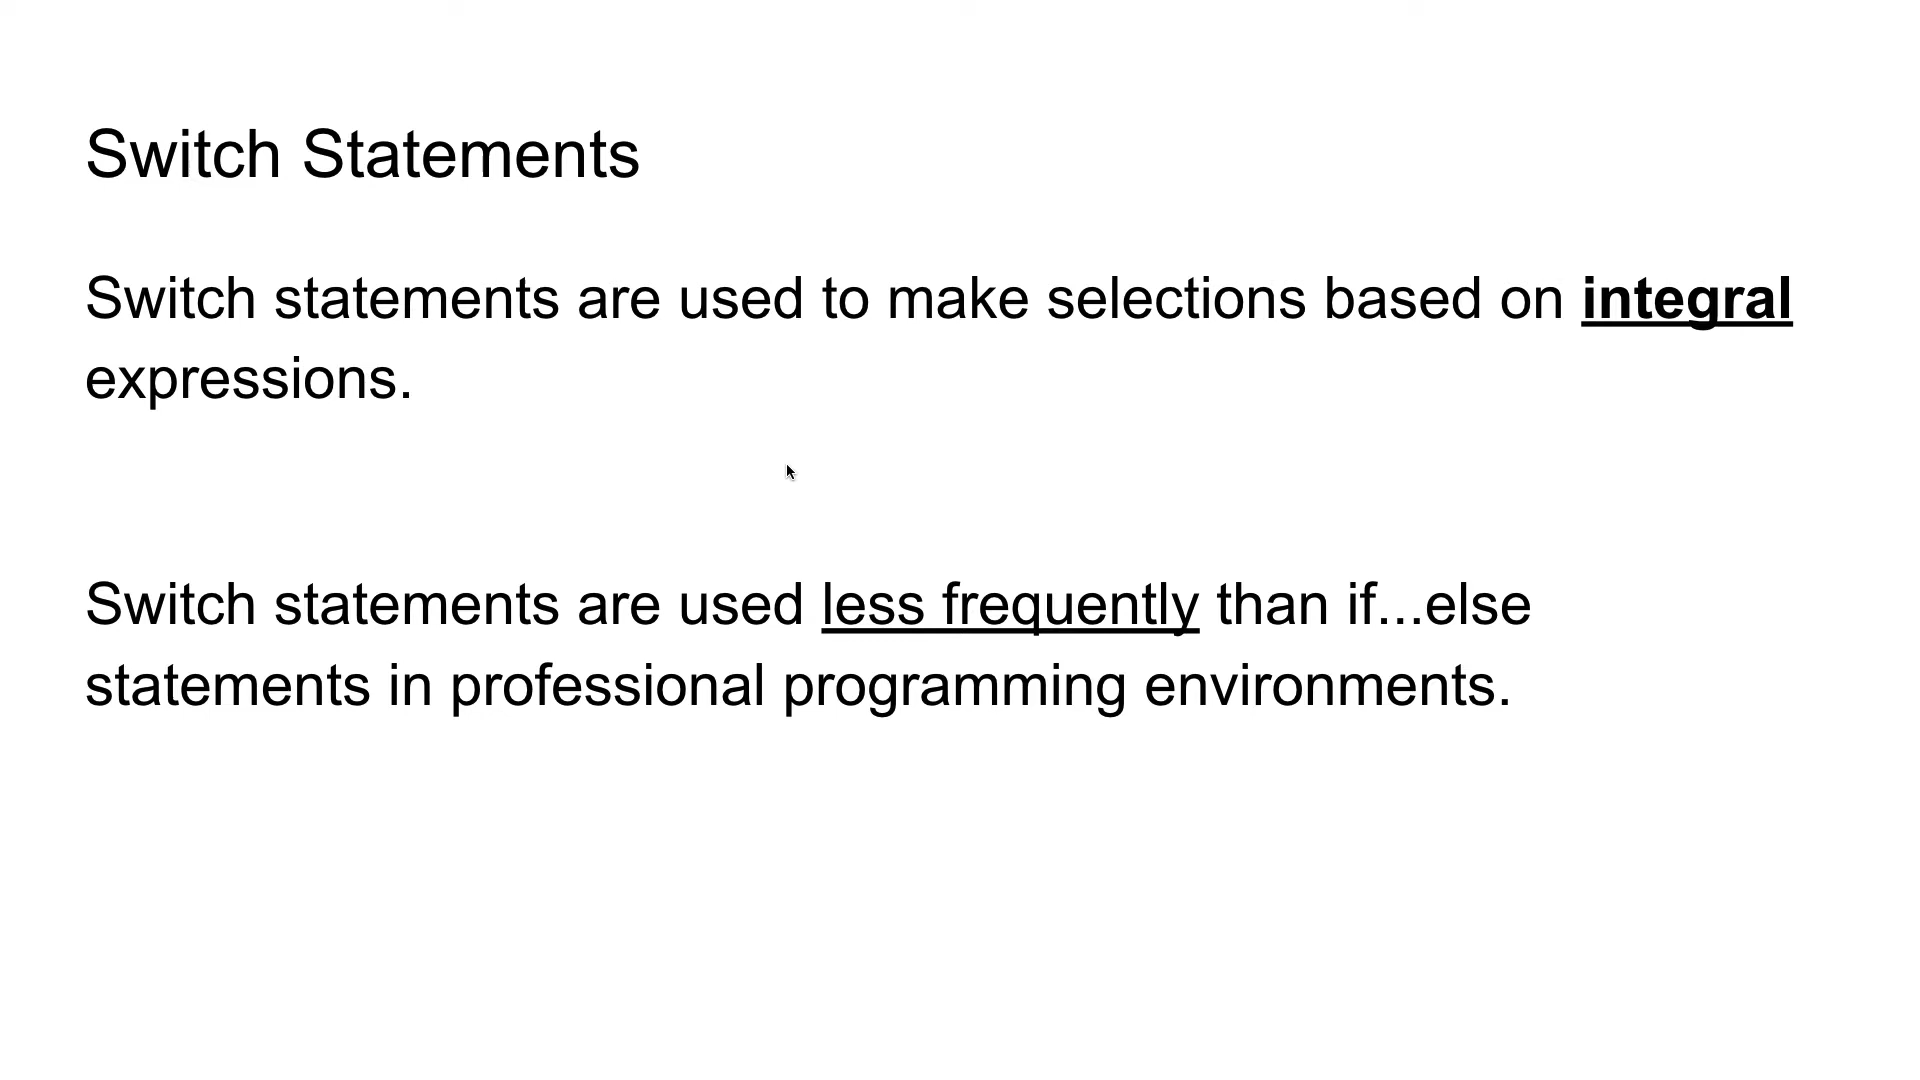 Switch Statements
Switch statements are used to make selections based on integral
expressions.
Switch statements are used less frequently than if...else
statements in professional programming environments.